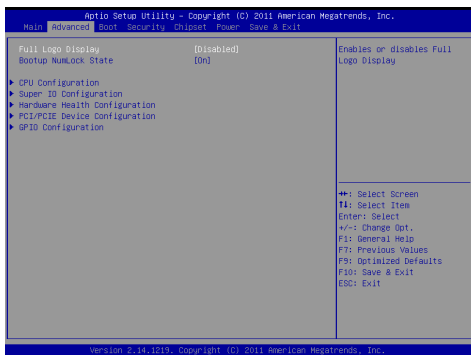 Aptio Setup Utility – Copyright (C) 2011 American Megatrends, Inc.
Main Advanced Boot Security Chipset Power Save & Exit
Full Logo Display [Disabled]
Bootup NumLock State [On]
CPU Configuration
Super IO Configuration
Hardware Health Configuration
PCI/PCIE Device Configuration
GPIO Configuration
Enables or disables Full
Logo Display
↔: Select Screen
↑↓: Select Item
Enter: Select
+/-: Change Opt.
F1: General Help
F7: Previous Values
F9: Optimized Defaults
F10: Save & Exit
ESC: Exit
Version 2.14.1219. Copyright (C) 2011 American Megatrends, Inc.